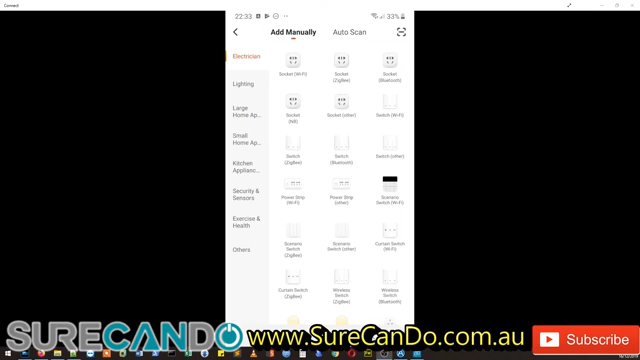 Connect
22:33
33%
Add Manually
Auto Scan
Electrician
Lighting
Large
Home Ap...
Small
Home Ap...
Kitchen
Applianc...
Security &
Sensors
Exercise &
Health
Others
Socket (Wi-Fi)
Socket
(ZigBee)
Socket
(Bluetooth)
Socket
(NB)
Socket (other)
Switch (Wi-Fi)
Switch
(ZigBee)
Switch
(Bluetooth)
Switch (other)
Power Strip
(Wi-Fi)
Power Strip
(other)
Scenario
Switch (Wi-Fi)
Scenario
Switch
(ZigBee)
Scenario
Switch (other)
Curtain Switch
(Wi-Fi)
Curtain Switch
(ZigBee)
Wireless
Switch
(ZigBee)
Wireless
Switch
(Bluetooth)
SURECANDO
www.SureCanDo.com.au
Subscribe